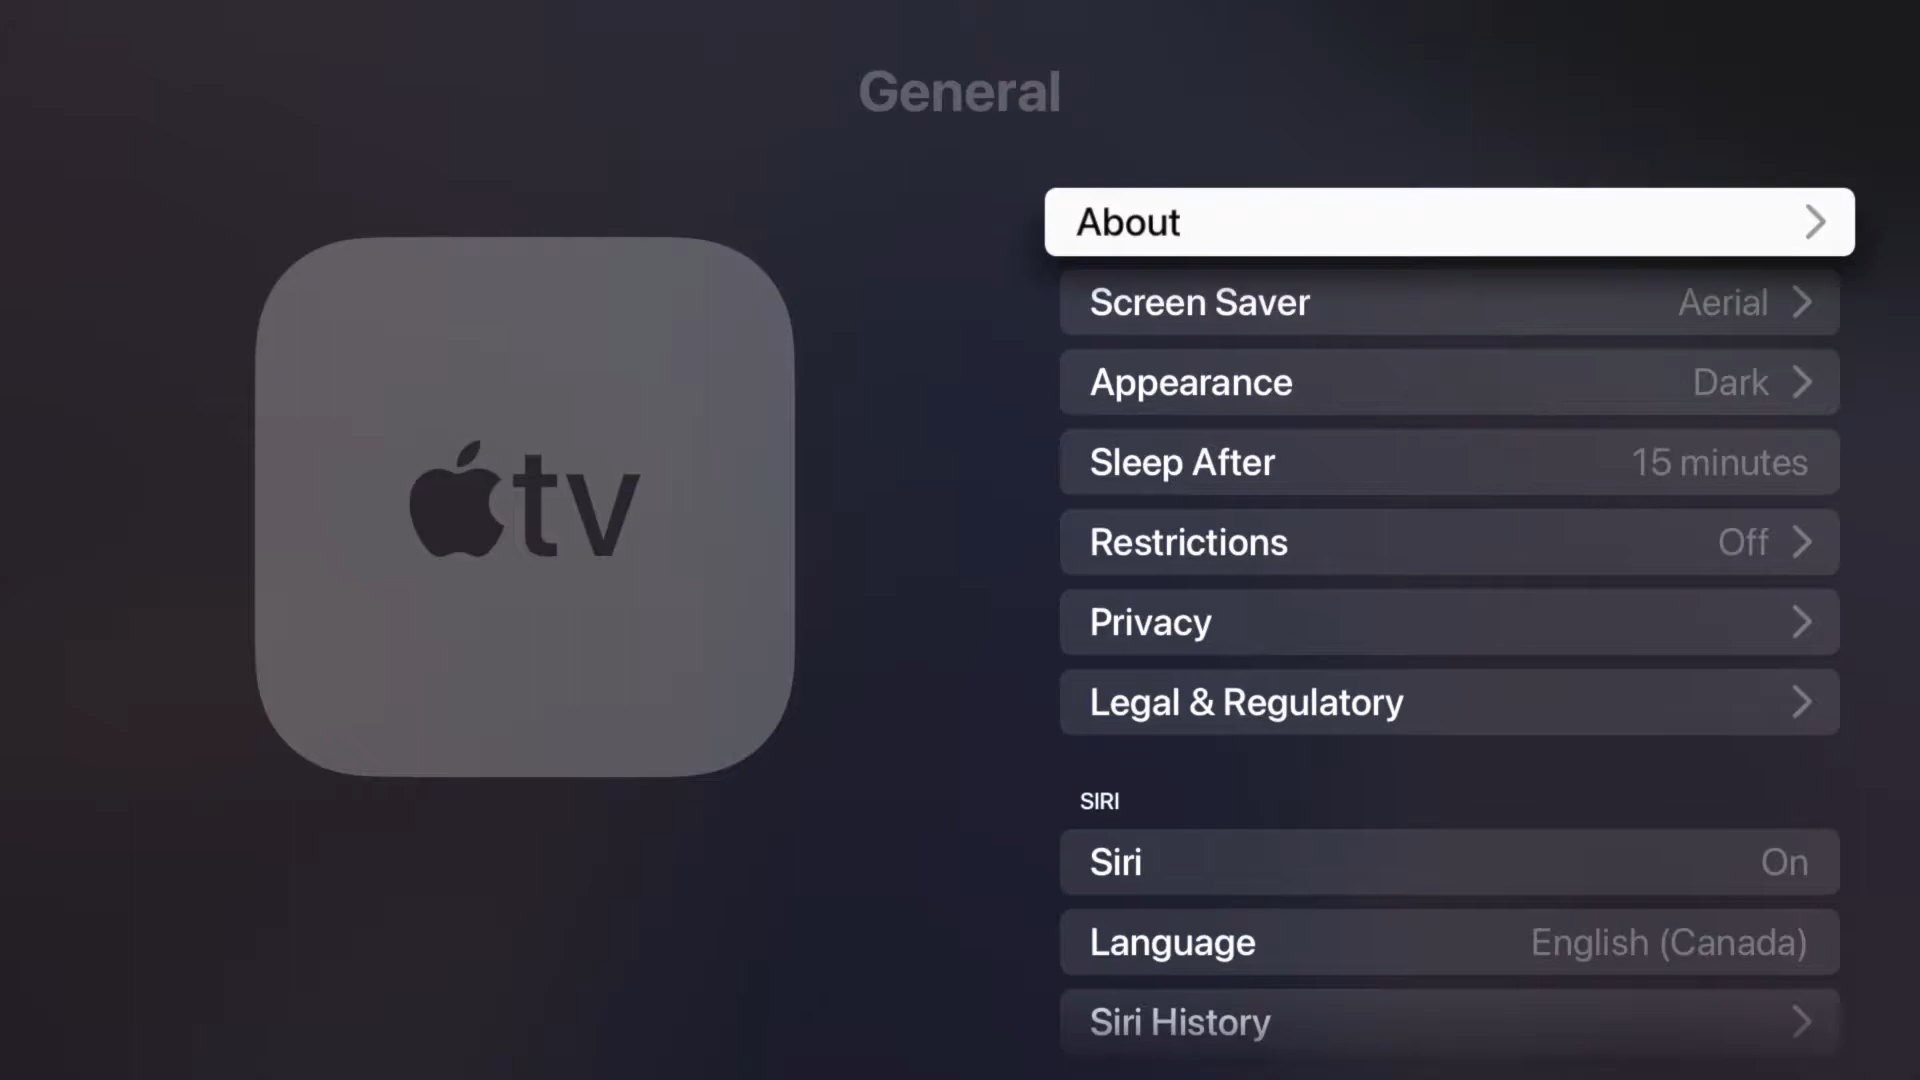 General
About
Screen Saver Aerial
Appearance Dark
Sleep After 15 minutes
Restrictions Off
Privacy
Legal & Regulatory
tv
SIRI
Siri On
Language English (Canada)
Siri History